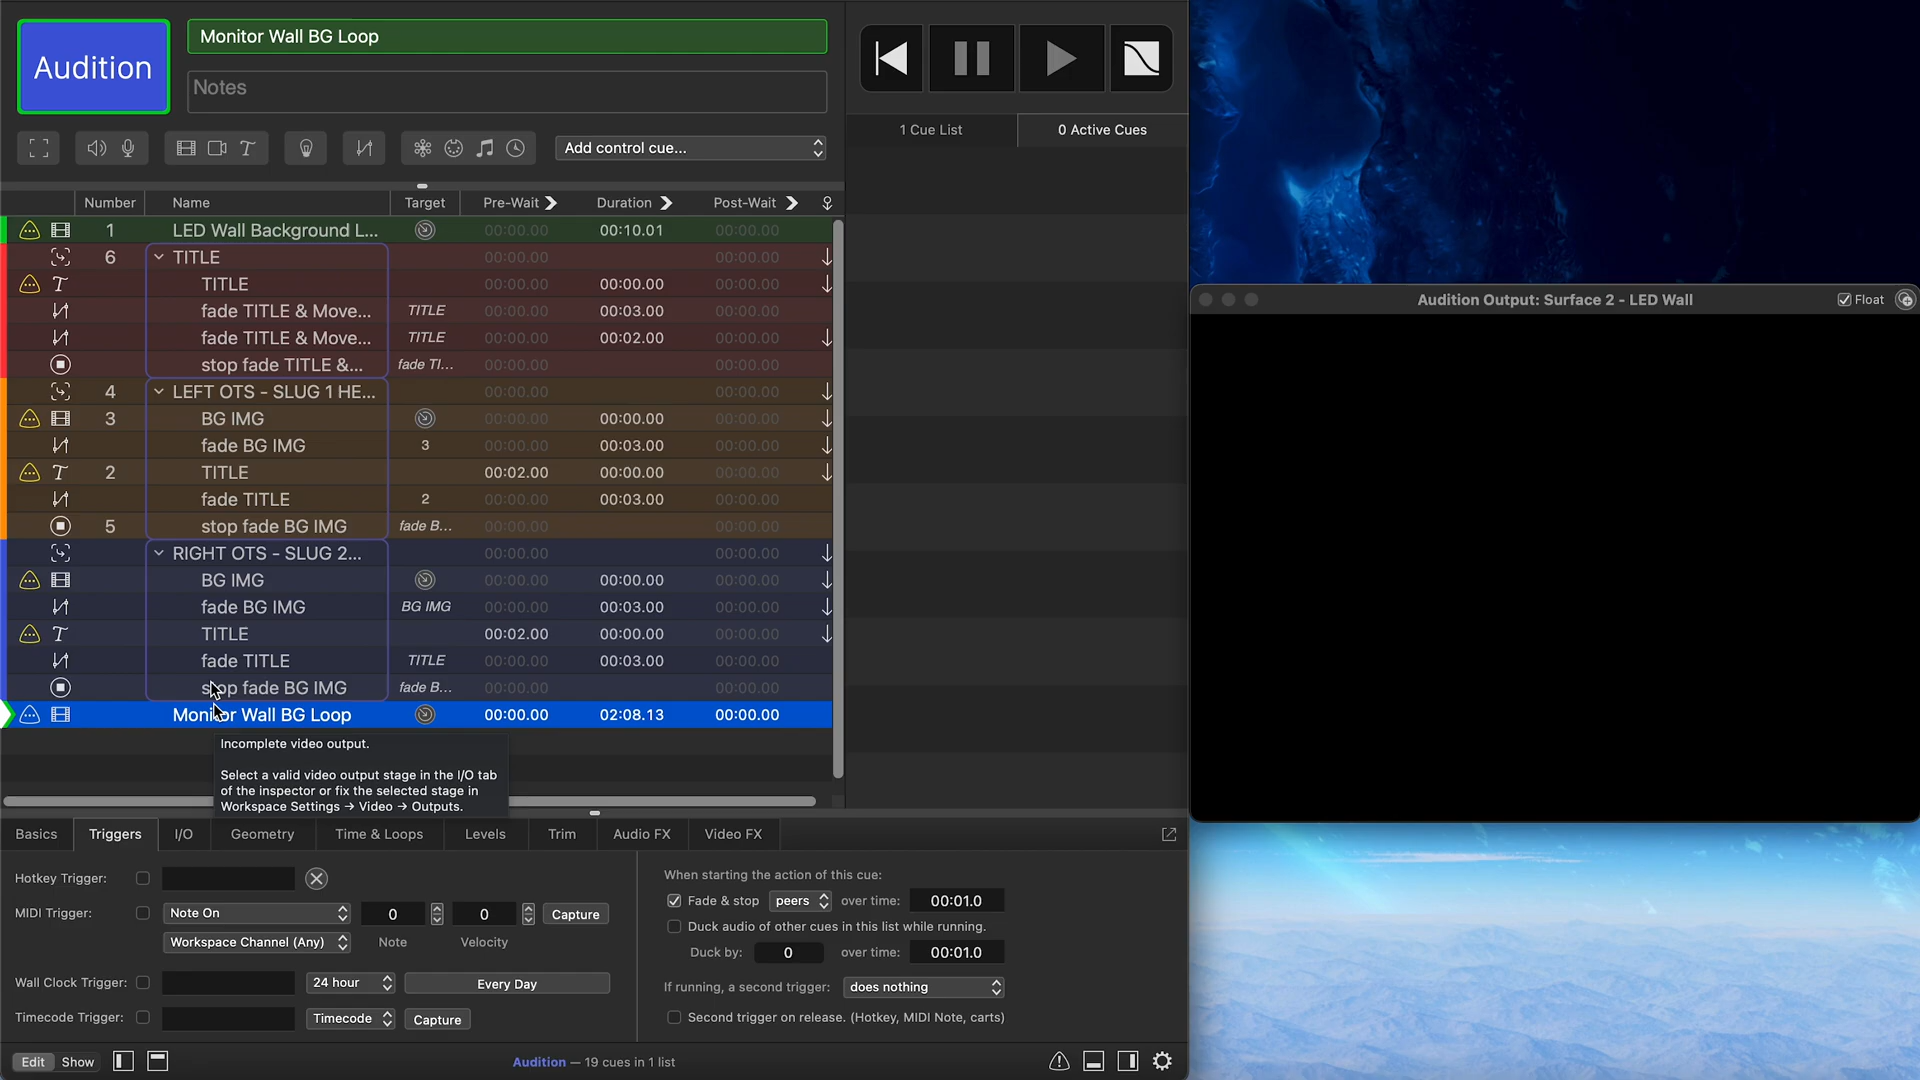 Audition
Monitor Wall BG Loop
Notes
Add control cue...
1 Cue List
0 Active Cues
Number Name Target Pre-Wait Duration Post-Wait
1 LED Wall Background L... 00:00.00 00:10.01 00:00.00
6 TITLE 00:00.00 00:00.00
TITLE 00:00.00 00:00.00 00:00.00
fade TITLE & Move... TITLE 00:00.00 00:03.00 00:00.00
fade TITLE & Move... TITLE 00:00.00 00:02.00 00:00.00
stop fade TITLE &... fade TI... 00:00.00 00:00.00
4 LEFT OTS - SLUG 1 HE... 00:00.00 00:00.00
3 BG IMG 00:00.00 00:00.00 00:00.00
fade BG IMG 3 00:00.00 00:03.00 00:00.00
2 TITLE 00:02.00 00:00.00 00:00.00
fade TITLE 2 00:00.00 00:03.00 00:00.00
5 stop fade BG IMG fade B... 00:00.00 00:00.00
RIGHT OTS - SLUG 2... 00:00.00 00:00.00
BG IMG 00:00.00 00:00.00 00:00.00
fade BG IMG BG IMG 00:00.00 00:03.00 00:00.00
TITLE 00:02.00 00:00.00 00:00.00
fade TITLE TITLE 00:00.00 00:03.00 00:00.00
stop fade BG IMG fade B... 00:00.00 00:00.00
Monitor Wall BG Loop 00:00.00 02:08.13 00:00.00
Incomplete video output.
Select a valid video output stage in the I/O tab
of the inspector or fix the selected stage in
Workspace Settings → Video → Outputs.
Audition Output: Surface 2 - LED Wall
Float
Basics Triggers I/O Geometry Time & Loops Levels Trim Audio FX Video FX
Hotkey Trigger:
MIDI Trigger: Note On 0 0 Capture
Workspace Channel (Any) Note Velocity
Wall Clock Trigger: 24 hour Every Day
Timecode Trigger: Timecode Capture
When starting the action of this cue:
Fade & stop peers over time: 00:01.0
Duck audio of other cues in this list while running.
Duck by: 0 over time: 00:01.0
If running, a second trigger: does nothing
Second trigger on release. (Hotkey, MIDI Note, carts)
Edit Show
Audition — 19 cues in 1 list